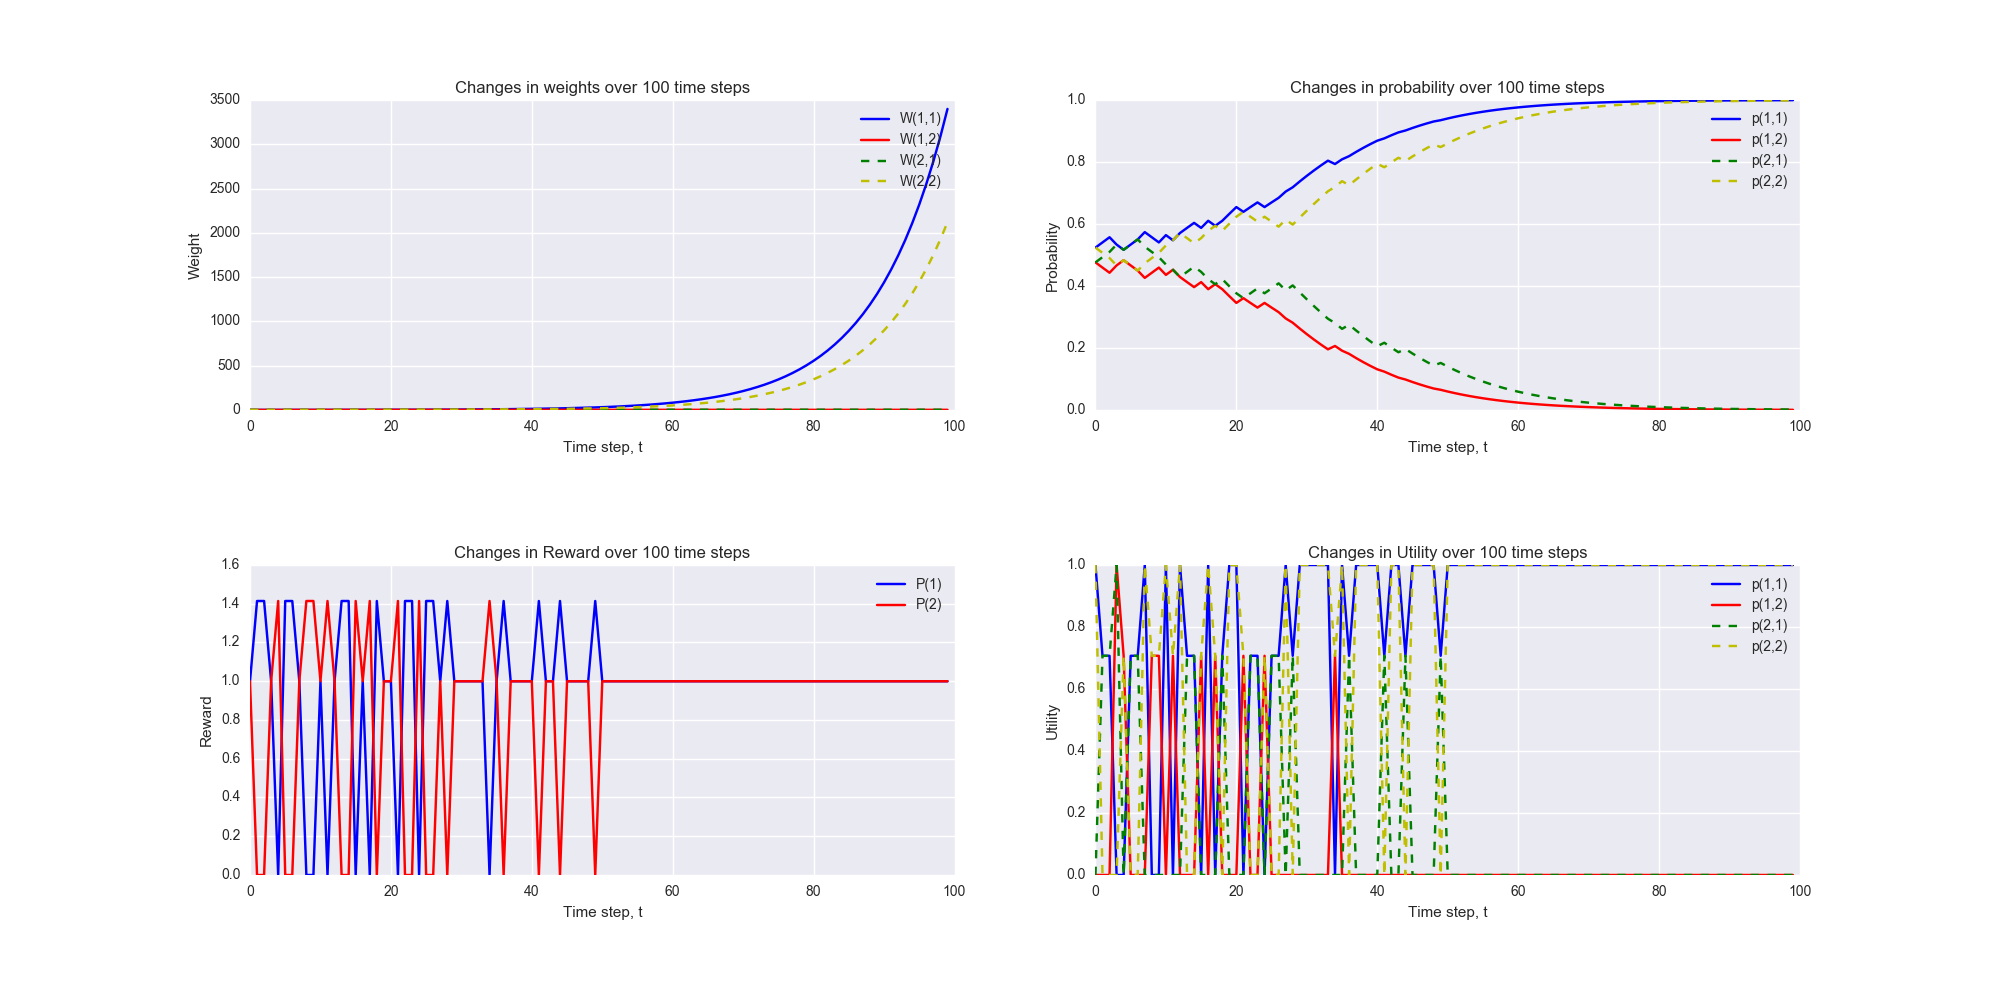 Changes in weights over 100 time steps
3500
3000
2500
2000
1500
1000
500
0
Weight
W(1,1)
W(1,2)
W(2,1)
W(2,2)
0 20 40 60 80 100
Time step, t
Changes in probability over 100 time steps
1.0
0.8
0.6
0.4
0.2
0.0
Probability
p(1,1)
p(1,2)
p(2,1)
p(2,2)
0 20 40 60 80 100
Time step, t
Changes in Reward over 100 time steps
1.6
1.4
1.2
1.0
0.8
0.6
0.4
0.2
0.0
Reward
P(1)
P(2)
0 20 40 60 80 100
Time step, t
Changes in Utility over 100 time steps
1.0
0.8
0.6
0.4
0.2
0.0
Utility
p(1,1)
p(1,2)
p(2,1)
p(2,2)
0 20 40 60 80 100
Time step, t